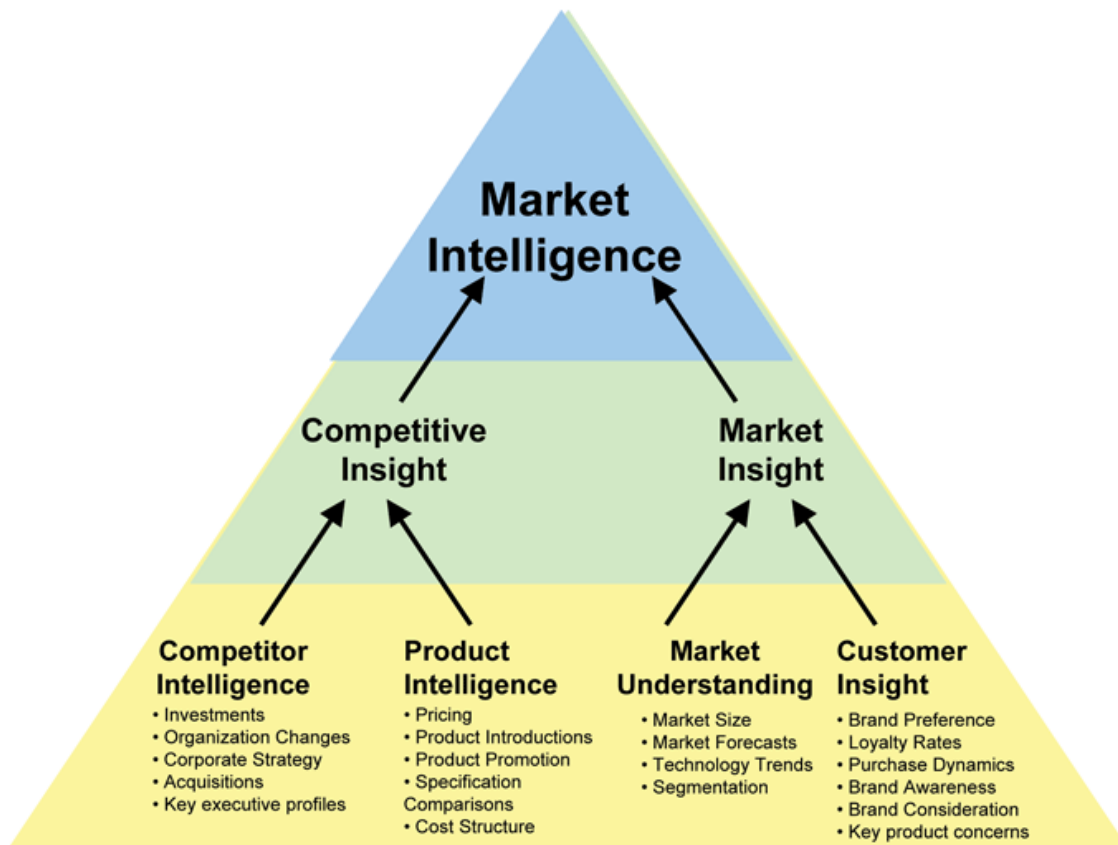 Market
Intelligence
Competitive
Insight
Market
Insight
Competitor
Intelligence
• Investments
• Organization Changes
• Corporate Strategy
• Acquisitions
• Key executive profiles
Product
Intelligence
• Pricing
• Product Introductions
• Product Promotion
• Specification
Comparisons
• Cost Structure
Market
Understanding
• Market Size
• Market Forecasts
• Technology Trends
• Segmentation
Customer
Insight
• Brand Preference
• Loyalty Rates
• Purchase Dynamics
• Brand Awareness
• Brand Consideration
• Key product concerns